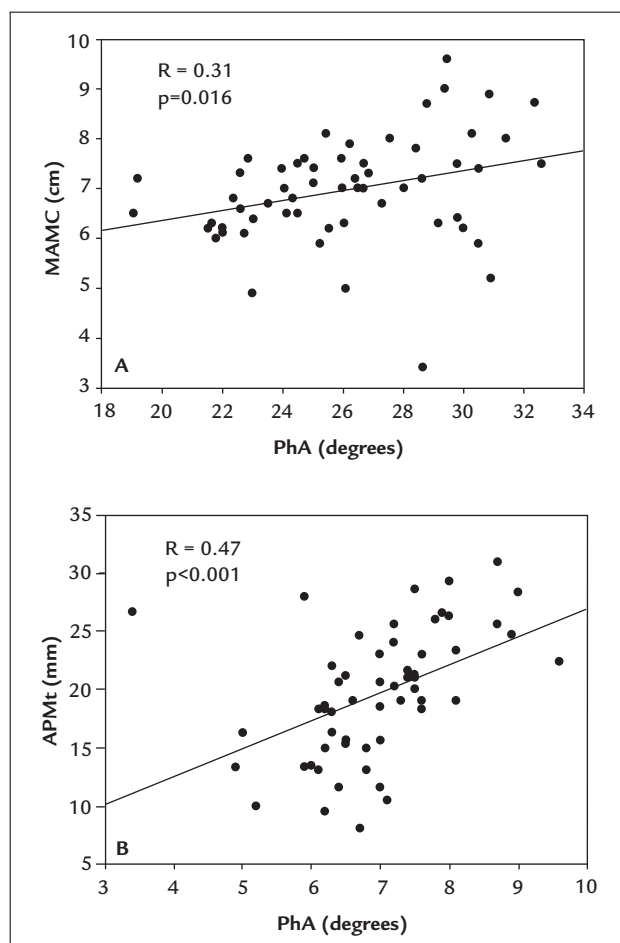 10
9
8
7
6
5
4
3
MAMC (cm)
R = 0.31
p=0.016
A
18 20 22 24 26 28 30 32 34
PhA (degrees)
35
30
25
20
15
10
5
APMt (mm)
R = 0.47
p<0.001
B
3 4 5 6 7 8 9 10
PhA (degrees)